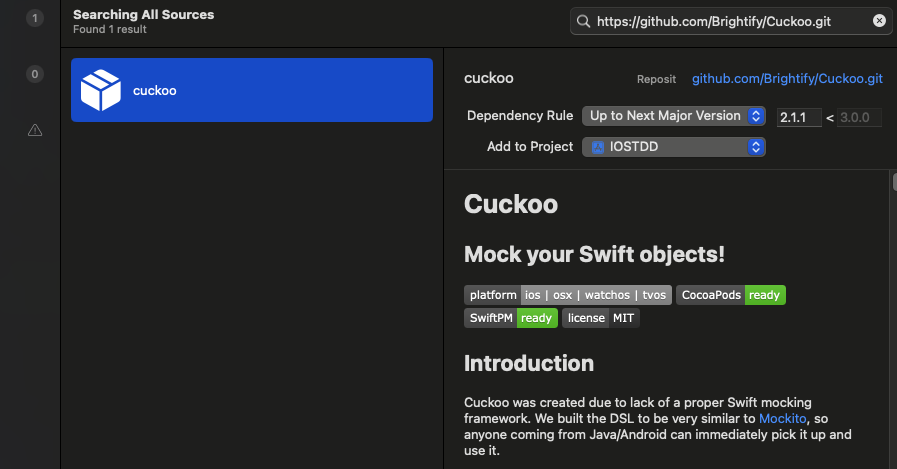 1
Searching All Sources
Found 1 result
https://github.com/Brightify/Cuckoo.git
0
cuckoo
cuckoo
Reposit github.com/Brightify/Cuckoo.git
Dependency Rule Up to Next Major Version 2.1.1 < 3.0.0
Add to Project IOSTDD
Cuckoo
Mock your Swift objects!
platform ios | osx | watchos | tvos CocoaPods ready
SwiftPM ready license MIT
Introduction
Cuckoo was created due to lack of a proper Swift mocking
framework. We built the DSL to be very similar to Mockito, so
anyone coming from Java/Android can immediately pick it up and
use it.